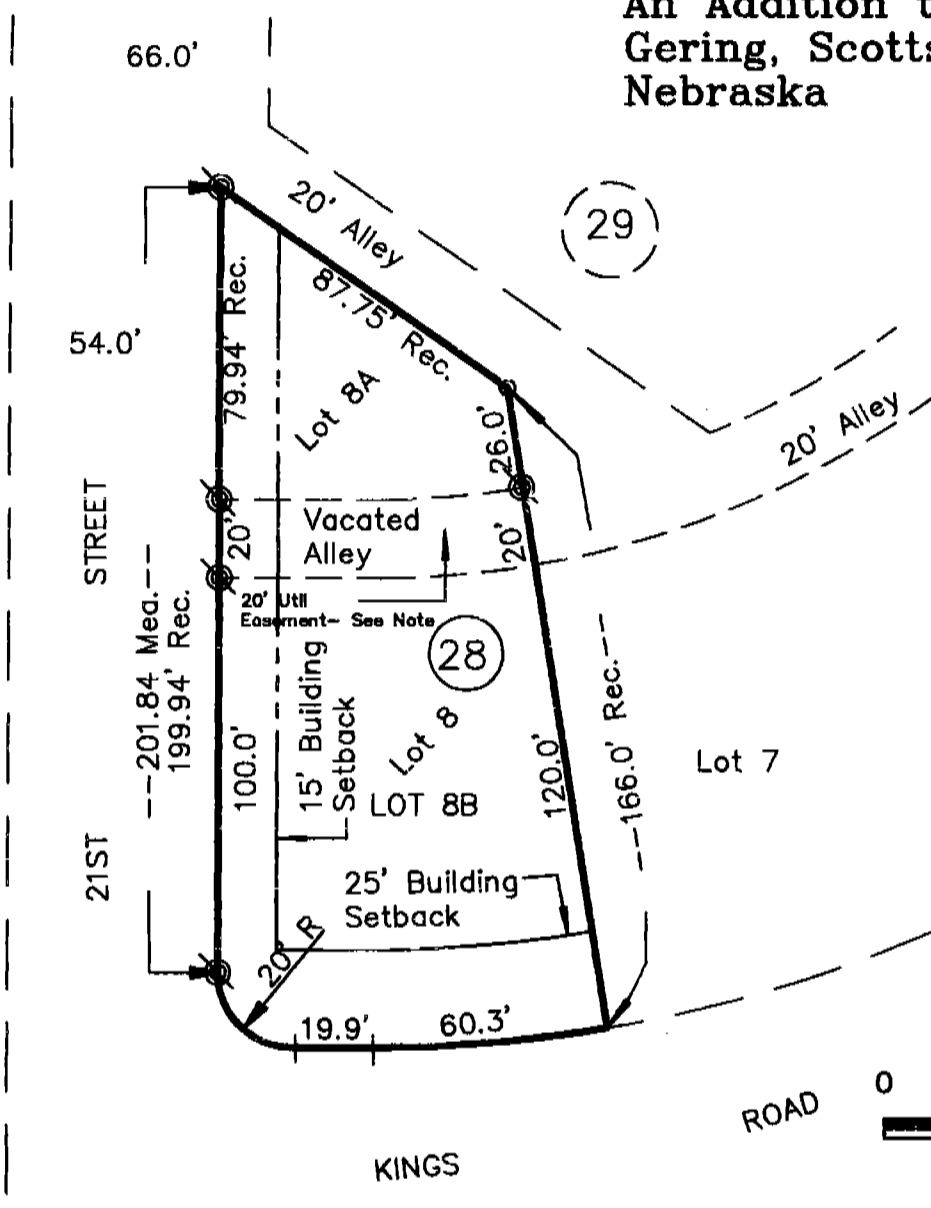 An Addition t
Gering, Scotts
Nebraska
66.0'
20' Alley
29
87.75' Rec.
79.94' Rec.
54.0'
Lot 8A
26.0'
20' Alley
STREET
20'
Vacated
Alley
20'
20' Util
Easment- See Note
28
201.84 Mea.
199.94' Rec.
100.0'
15' Building
Setback
Lot 8
LOT 8B
120.0'
166.0' Rec.
Lot 7
21ST
25' Building
Setback
20' R
19.9'
60.3'
0
ROAD
KINGS